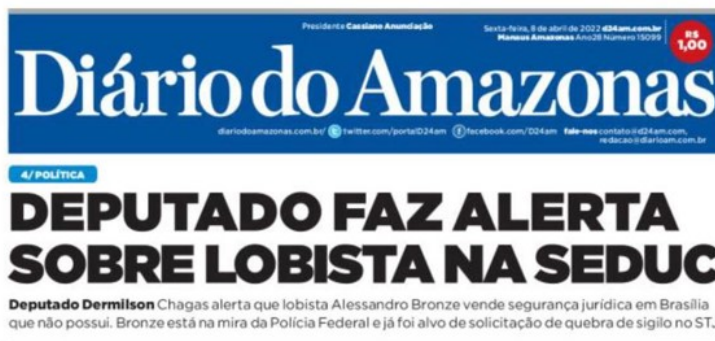 Presidente Cassiano Anunciação
Sexta-feira, 8 de abril de 2022 d24am.com.br
Manaus Amazonas Ano28 Número 15099
R$
1,00
Diário do Amazonas
diariodoamazonas.com.br/ twitter.com/portalD24am facebook.com/D24am fale-nos contato@d24am.com,
redacao@diarioam.com.br
4/POLÍTICA
DEPUTADO FAZ ALERTA
SOBRE LOBISTA NA SEDUC
Deputado Dermilson Chagas alerta que lobista Alessandro Bronze vende segurança jurídica em Brasília
que não possui. Bronze está na mira da Polícia Federal e já foi alvo de solicitação de quebra de sigilo no ST